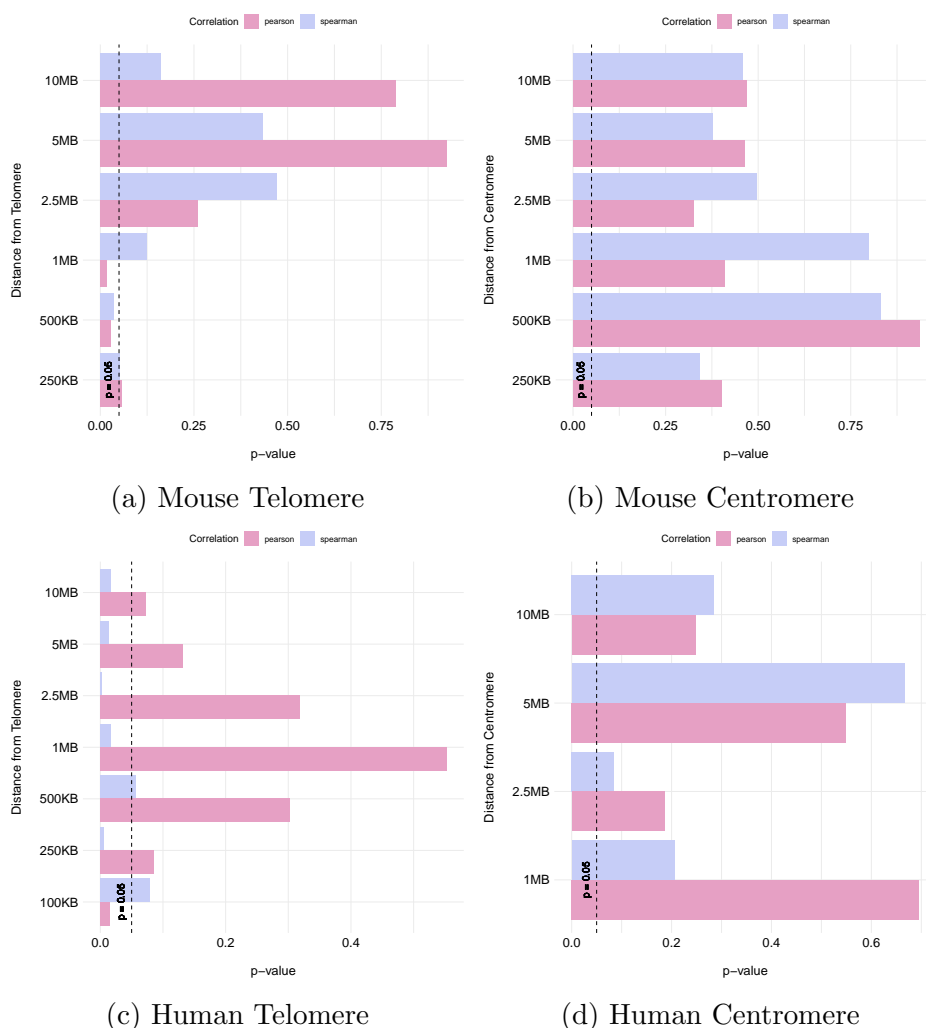 Correlation pearson spearman
Distance from Telomere
10MB
5MB
2.5MB
1MB
500KB
250KB
p = 0.05
0.00 0.25 0.50 0.75
p−value
(a) Mouse Telomere
Correlation pearson spearman
Distance from Centromere
10MB
5MB
2.5MB
1MB
500KB
250KB
p = 0.05
0.00 0.25 0.50 0.75
p−value
(b) Mouse Centromere
Correlation pearson spearman
Distance from Telomere
10MB
5MB
2.5MB
1MB
500KB
250KB
100KB
p = 0.05
0.0 0.2 0.4
p−value
(c) Human Telomere
Correlation pearson spearman
Distance from Centromere
10MB
5MB
2.5MB
1MB
p = 0.05
0.0 0.2 0.4 0.6
p−value
(d) Human Centromere